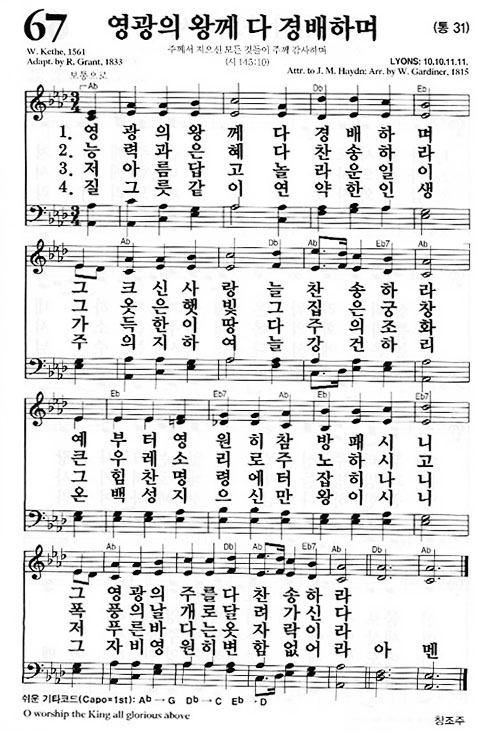 67 영광의 왕께 다 경배하며 (통 31)
W. Kethe, 1561
주께서 지으신 모든 것들이 주께 감사하며
Adapt. by R. Grant, 1833
(시 145:10)
LYONS: 10.10.11.11.
Attr. to J. M. Haydn: Arr. by W. Gardiner, 1815
보통으로
Ab Db Eb
1. 영 광 의 왕 께 다 경 배 하 며
2. 능 력 과 은 혜 다 찬 송 하 라
3. 저 아 름 답 고 놀 라 운 일 이
4. 질 그 릇 같 이 연 약 한 인 생
Ab Db Ab Eb7 Ab
그 크 신 사 랑 늘 찬 송 하 라
그 옷 은 햇 빛 그 집 은 궁 창
가 득 한 이 땅 다 주 의 조 화
주 의 지 하 여 늘 강 건 하 리
Eb Eb7 Ab Eb7
예 부 터 영 원 히 참 방 패 시 니
큰 우 레 소 리 로 주 노 하 시 고
그 힘 찬 명 령 에 터 잡 히 나 니
온 백 성 지 으 신 만 왕 이 시 니
Ab Db Ab Eb7 Ab Db Ab
그 영 광 의 주 를 다 찬 송 하 라
폭 풍 의 날 개 로 달 려 가 신 다
저 푸 른 바 다 는 옷 자 락 이 라
그 자 비 영 원 히 변 함 없 어 라 아 멘
쉬운 기타코드(Capo=1st): Ab→G Db→C Eb→D
O worship the King all glorious above
창조주